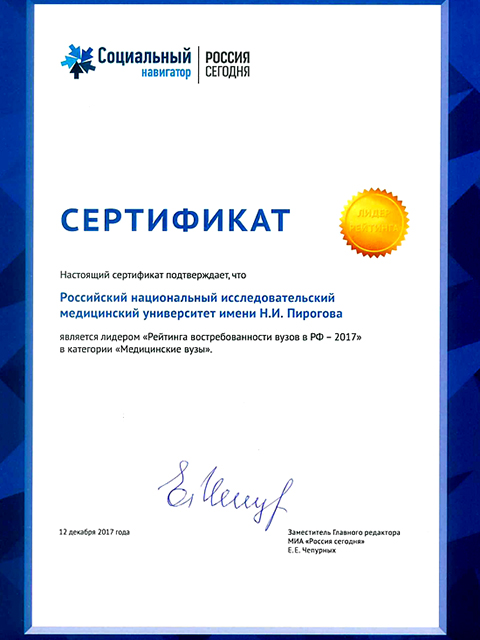 Социальный
навигатор
РОССИЯ
СЕГОДНЯ
СЕРТИФИКАТ
ЛИДЕР
РЕЙТИНГА
Настоящий сертификат подтверждает, что
Российский национальный исследовательский
медицинский университет имени Н.И. Пирогова
является лидером «Рейтинга востребованности вузов в РФ – 2017»
в категории «Медицинские вузы».
12 декабря 2017 года
Заместитель Главного редактора
МИА «Россия сегодня»
Е.Е. Чепурных